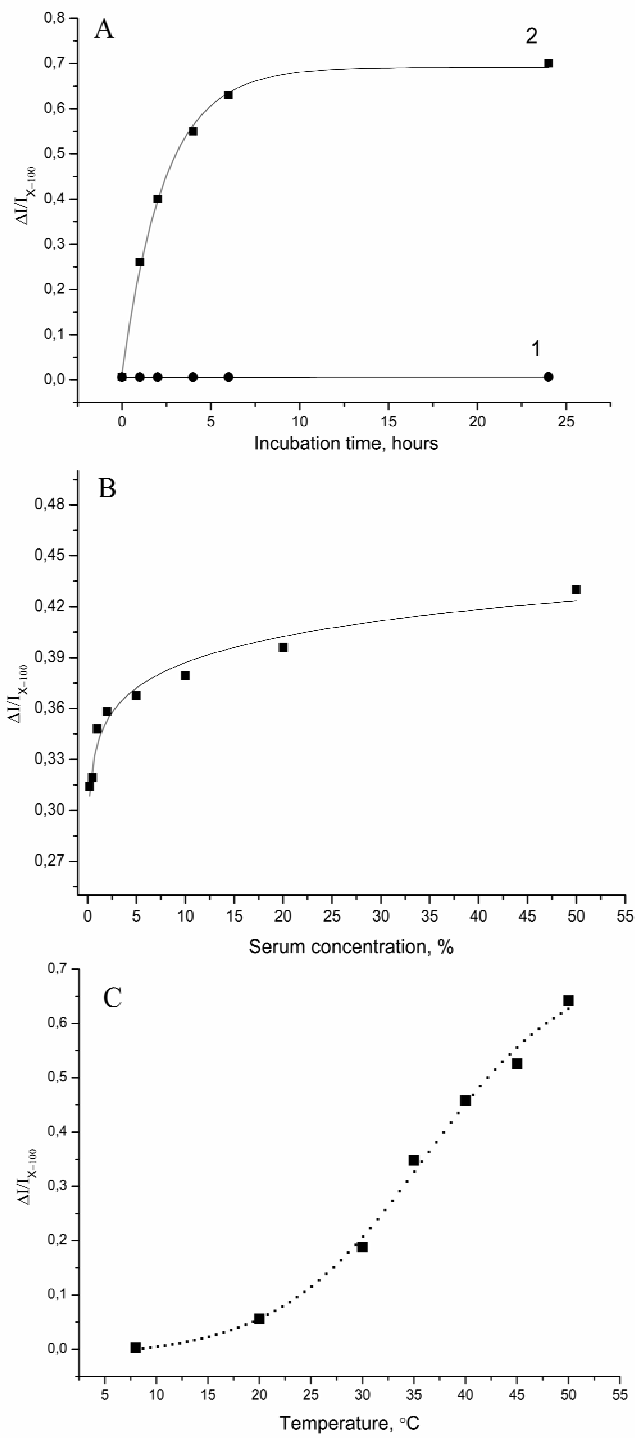 A
2
1
0,8
0,7
0,6
0,5
0,4
0,3
0,2
0,1
0,0
ΔI/I X–100
0 5 10 15 20 25
Incubation time, hours
B
0,48
0,45
0,42
0,39
0,36
0,33
0,30
0,27
ΔI/I X–100
0 5 10 15 20 25 30 35 40 45 50 55
Serum concentration, %
C
0,7
0,6
0,5
0,4
0,3
0,2
0,1
0,0
ΔI/I X–100
5 10 15 20 25 30 35 40 45 50 55
Temperature, °C